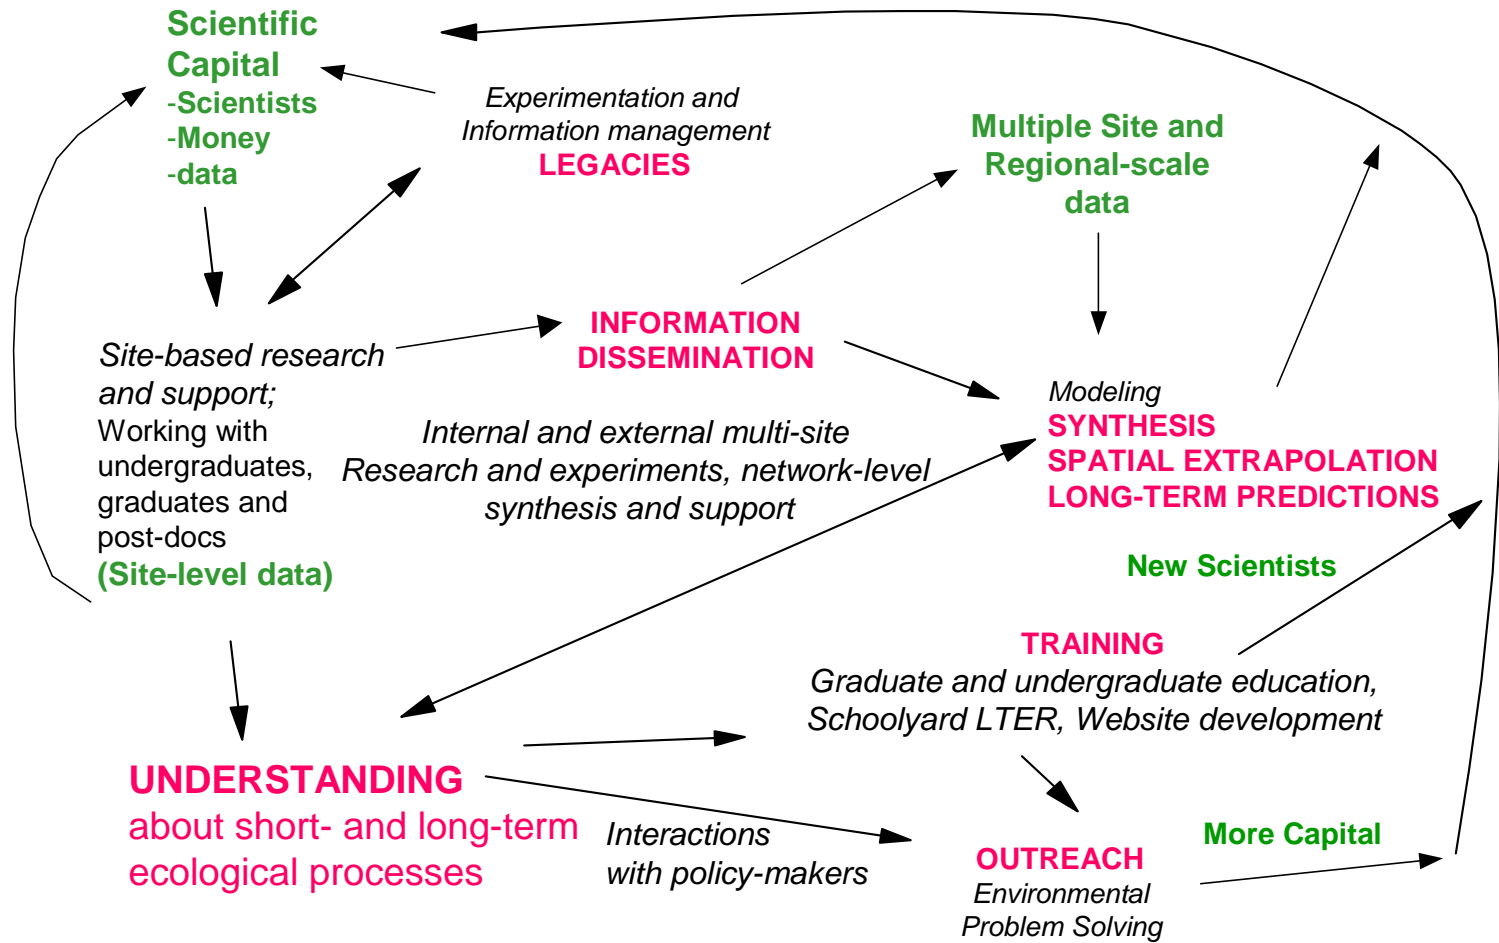 Scientific
Capital
-Scientists
-Money
-data
Experimentation and
Information management
LEGACIES
Multiple Site and
Regional-scale
data
INFORMATION
DISSEMINATION
Site-based research
and support;
Working with
undergraduates,
graduates and
post-docs
(Site-level data)
Internal and external multi-site
Research and experiments, network-level
synthesis and support
Modeling
SYNTHESIS
SPATIAL EXTRAPOLATION
LONG-TERM PREDICTIONS
New Scientists
TRAINING
Graduate and undergraduate education,
Schoolyard LTER, Website development
UNDERSTANDING
about short- and long-term
ecological processes
Interactions
with policy-makers
More Capital
OUTREACH
Environmental
Problem Solving